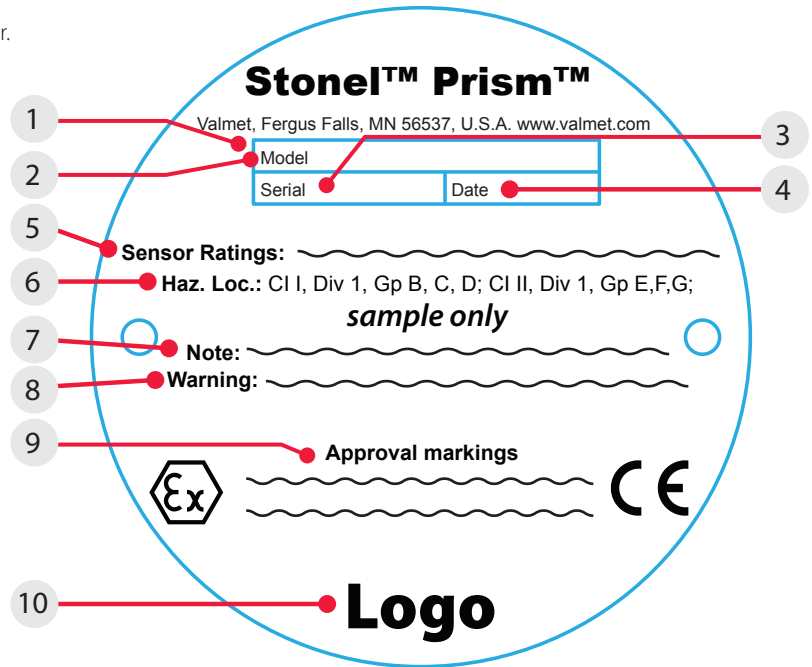 r.
Stonel™ Prism™
Valmet, Fergus Falls, MN 56537, U.S.A. www.valmet.com
1
2
3
4
Model
Serial
Date
5
Sensor Ratings:
6
Haz. Loc.: CI I, Div 1, Gp B, C, D; CI II, Div 1, Gp E,F,G;
sample only
7
Note:
8
Warning:
9
Approval markings
Ex
CE
10
Logo